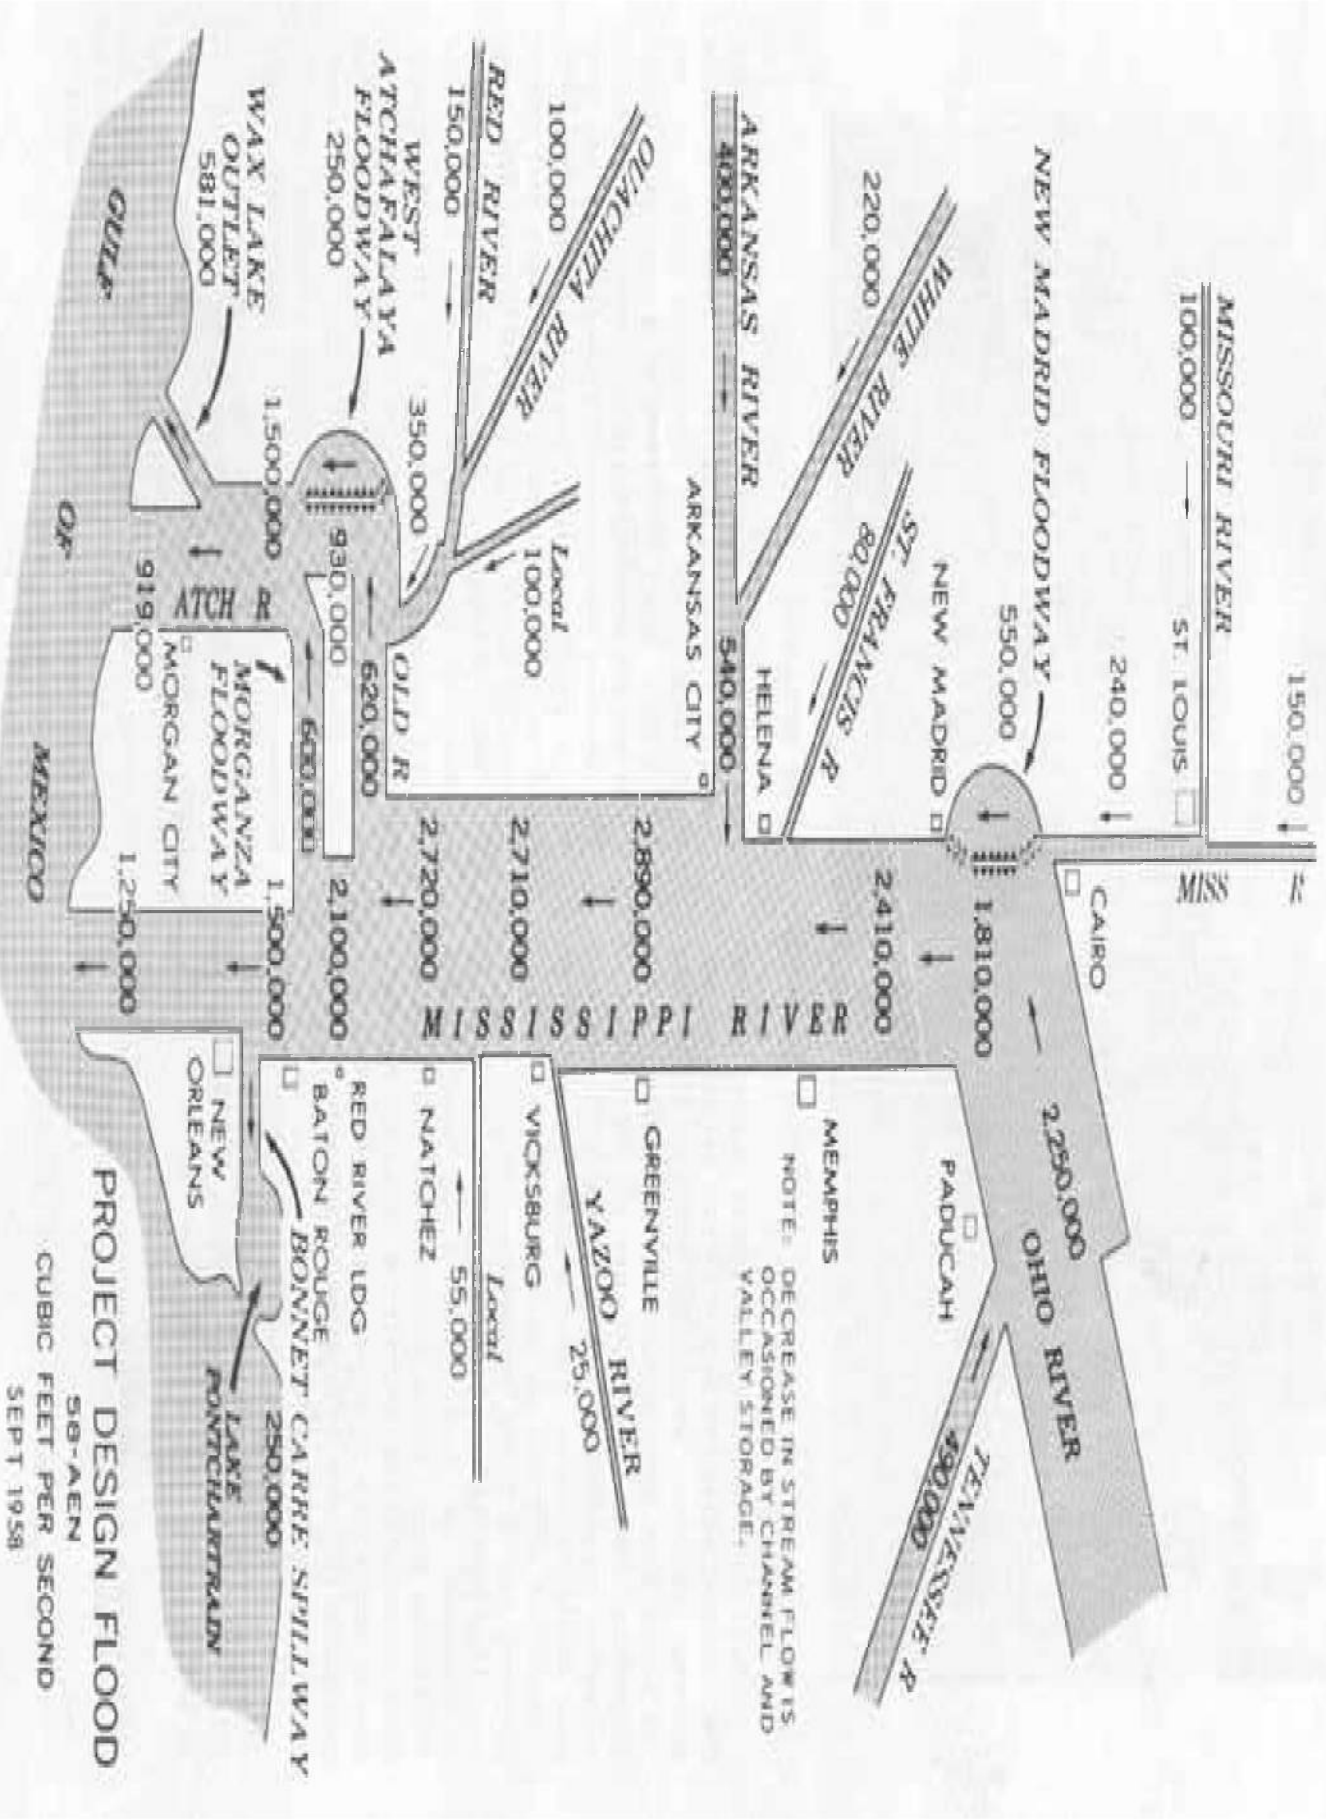 150,000
MISSOURI RIVER
100,000
ST. LOUIS
MISS R
240,000
NEW MADRID FLOODWAY
550,000
CAIRO
1,810,000
2,250,000
OHIO RIVER
NEW MADRID
PADUCAH
TENNESSEE R
490,000
WHITE RIVER
220,000
ST. FRANCIS R
80,000
2,410,000
MEMPHIS
NOTE: DECREASE IN STREAM FLOW IS
OCCASIONED BY CHANNEL AND
VALLEY STORAGE.
HELENA
ARKANSAS RIVER
400,000
540,000
ARKANSAS CITY
MISSISSIPPI RIVER
2,890,000
GREENVILLE
YAZOO RIVER
25,000
OUACHITA RIVER
100,000
Local
100,000
2,710,000
VICKSBURG
Local
55,000
RED RIVER
150,000
350,000
OLD R
2,720,000
NATCHEZ
WEST
ATCHAFALAYA
FLOODWAY
250,000
620,000
930,000
2,100,000
RED RIVER LDG
BATON ROUGE
600,000
1,500,000
1,500,000
BONNET CARRE SPILLWAY
250,000
WAX LAKE
OUTLET
581,000
ATCH R
MORGANZA
FLOODWAY
NEW
ORLEANS
LAKE
PONTCHARTRAIN
919,000
MORGAN CITY
1,250,000
GULF OF MEXICO
PROJECT DESIGN FLOOD
58-AEN
CUBIC FEET PER SECOND
SEPT 1958